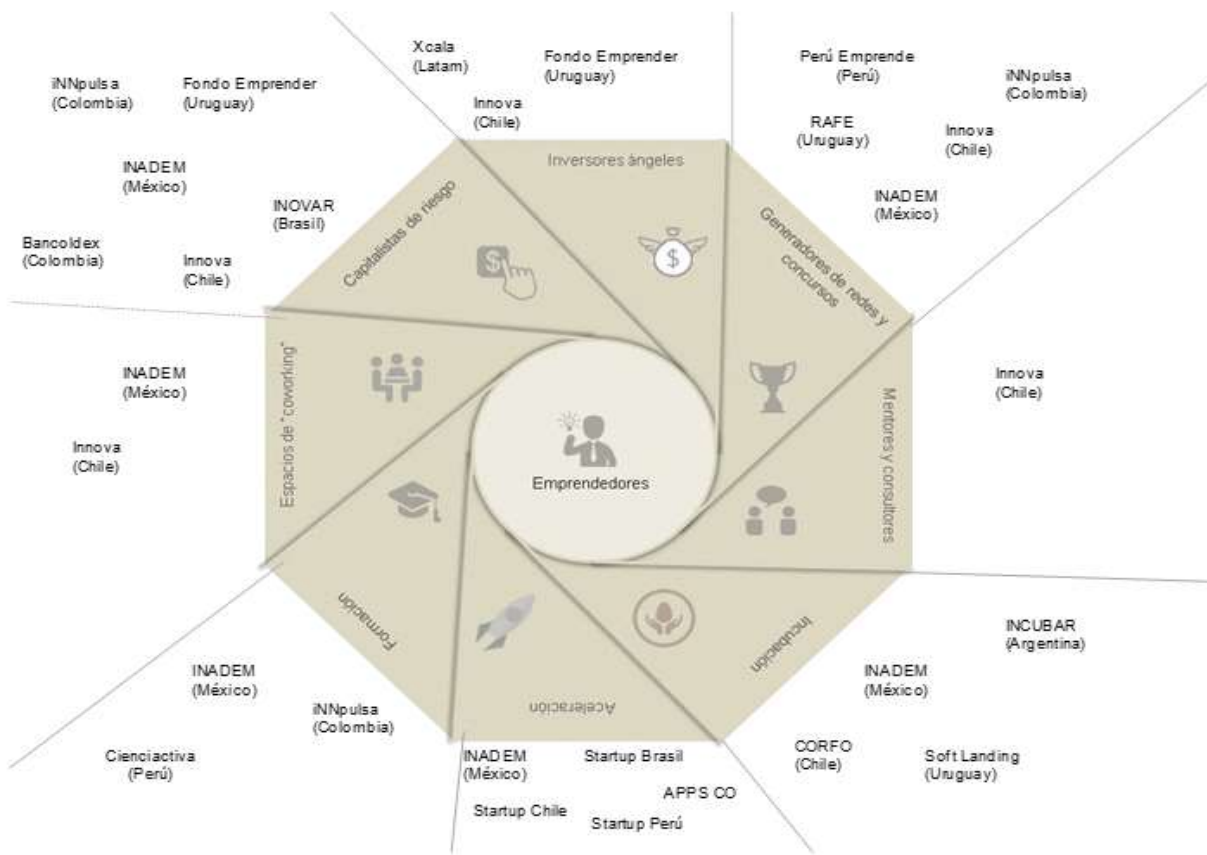 Xcala
(Latam)
Fondo Emprender
(Uruguay)
Innova
(Chile)
Perú Emprende
(Perú)
iNNpulsa
(Colombia)
RAFE
(Uruguay)
Innova
(Chile)
INADEM
(México)
iNNpulsa
(Colombia)
Fondo Emprender
(Uruguay)
INADEM
(México)
INOVAR
(Brasil)
Bancoldex
(Colombia)
Innova
(Chile)
Inversores ángeles
Capitalistas de riesgo
$
$
Generadores de redes y
concursos
INADEM
(México)
Innova
(Chile)
Espacios de "coworking"
Emprendedores
Mentores y consultores
Innova
(Chile)
Formación
Aceleración
Incubación
INADEM
(México)
iNNpulsa
(Colombia)
Cienciactiva
(Perú)
INADEM
(México)
Startup Brasil
APPS CO
Startup Chile
Startup Perú
INCUBAR
(Argentina)
INADEM
(México)
CORFO
(Chile)
Soft Landing
(Uruguay)